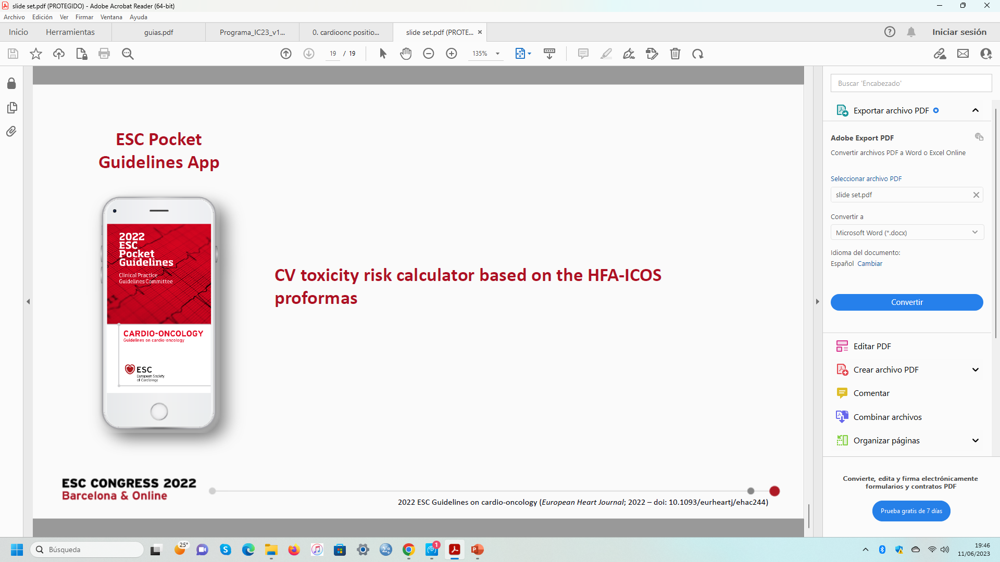 slide set.pdf (PROTEGIDO) - Adobe Acrobat Reader (64-bit)
Archivo Edición Ver Firmar Ventana Ayuda
Inicio Herramientas guias.pdf Programa_IC23_v1... 0. cardioonc positio... slide set.pdf (PROTE... Iniciar sesión
19 / 19 135%
ESC Pocket
Guidelines App
2022
ESC
Pocket
Guidelines
Clinical Practice
Guidelines Committee
CARDIO-ONCOLOGY
Guidelines on cardio-oncology
ESC
European Society
of Cardiology
CV toxicity risk calculator based on the HFA-ICOS
proformas
ESC CONGRESS 2022
Barcelona & Online
2022 ESC Guidelines on cardio-oncology (European Heart Journal; 2022 – doi: 10.1093/eurheartj/ehac244)
Buscar 'Encabezado'
Exportar archivo PDF
Adobe Export PDF
Convertir archivos PDF a Word o Excel Online
Seleccionar archivo PDF
slide set.pdf
Convertir a
Microsoft Word (*.docx)
Idioma del documento:
Español Cambiar
Convertir
Editar PDF
Crear archivo PDF
Comentar
Combinar archivos
Organizar páginas
Convierte, edita y firma electrónicamente
formularios y contratos PDF
Prueba gratis de 7 días
Búsqueda
25°
1
19:46
11/06/2023